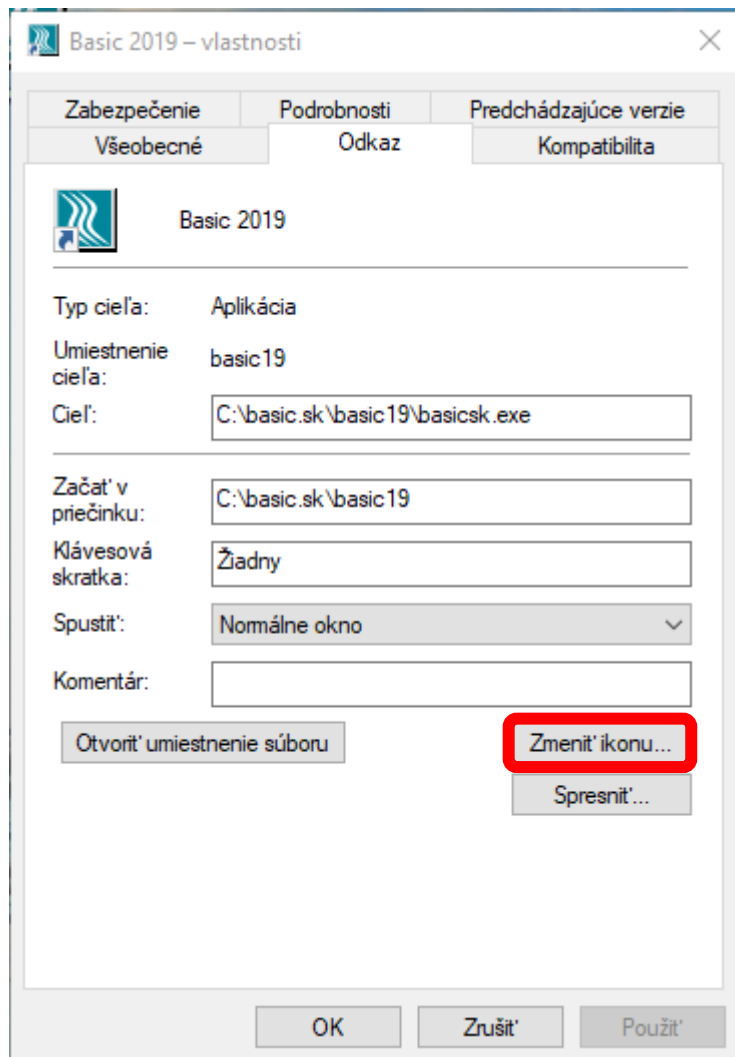 Basic 2019 – vlastnosti
Zabezpečenie Podrobnosti Predchádzajúce verzie
Všeobecné Odkaz Kompatibilita
Basic 2019
Typ cieľa: Aplikácia
Umiestnenie
cieľa: basic19
Cieľ: C:\basic.sk\basic19\basicsk.exe
Začať v
priečinku: C:\basic.sk\basic19
Klávesová
skratka: Žiadny
Spustiť: Normálne okno
Komentár:
Otvoriť umiestnenie súboru Zmeniť ikonu...
Spresniť...
OK Zrušiť Použiť